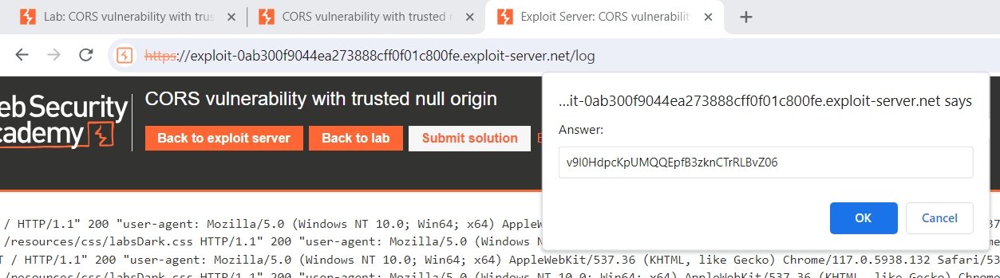 Lab: CORS vulnerability with trus
CORS vulnerability with trusted n
Exploit Server: CORS vulnerabilit
https://exploit-0ab300f9044ea273888cff0f01c800fe.exploit-server.net/log
eb Security
cademy
CORS vulnerability with trusted null origin
Back to exploit server
Back to lab
Submit solution
...it-0ab300f9044ea273888cff0f01c800fe.exploit-server.net says
Answer:
v9I0HdpcKpUMQQEpfB3zknCTrRLBvZ06
OK
Cancel
/ HTTP/1.1" 200 "user-agent: Mozilla/5.0 (Windows NT 10.0; Win64; x64) AppleW
/resources/css/labsDark.css HTTP/1.1" 200 "user-agent: Mozilla/5.0 (Windows N
T / HTTP/1.1" 200 "user-agent: Mozilla/5.0 (Windows NT 10.0; Win64; x64) AppleWebKit/537.36 (KHTML, like Gecko) Chrome/117.0.5938.132 Safari/53
/resources/css/labsDark.css HTTP/1.1" 200 "user-agent: Mozilla/5.0 (Windows NT 10.0; Win64; x64) AppleWebKit/537.36 (KHTML, like Gecko) Chrome